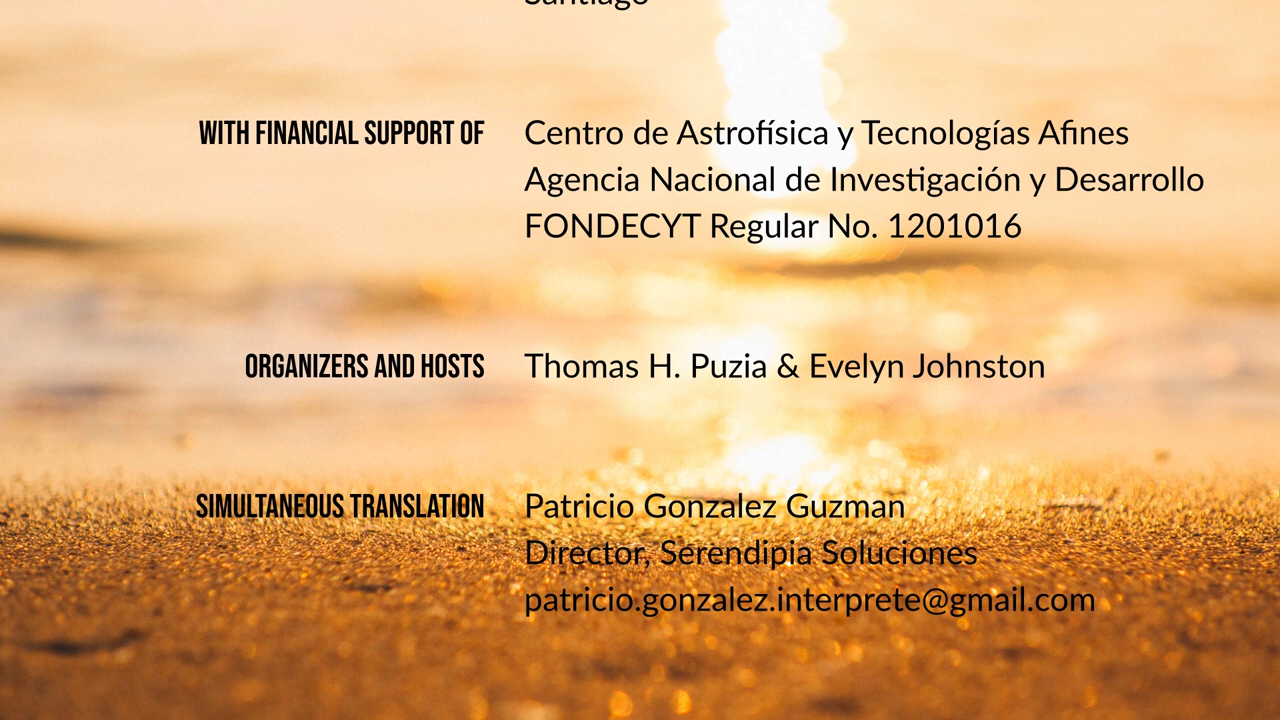 Santiago
WITH FINANCIAL SUPPORT OF Centro de Astrofísica y Tecnologías Afines
Agencia Nacional de Investigación y Desarrollo
FONDECYT Regular No. 1201016
ORGANIZERS AND HOSTS Thomas H. Puzia & Evelyn Johnston
SIMULTANEOUS TRANSLATION Patricio Gonzalez Guzman
Director, Serendipia Soluciones
patricio.gonzalez.interprete@gmail.com